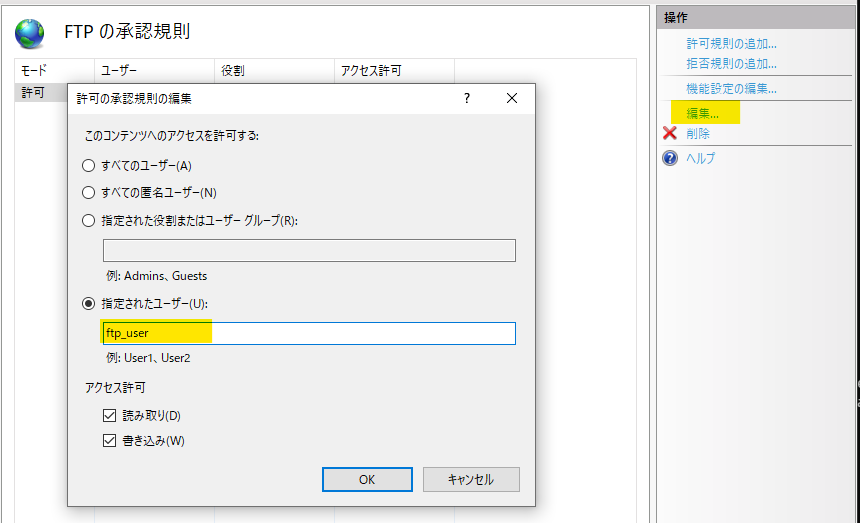 FTP の承認規則
モード ユーザー 役割 アクセス許可
許可
許可の承認規則の編集 ? ×
このコンテンツへのアクセスを許可する:
すべてのユーザー(A)
すべての匿名ユーザー(N)
指定された役割またはユーザー グループ(R):
例: Admins、Guests
指定されたユーザー(U):
ftp_user
例: User1、User2
アクセス許可
読み取り(D)
書き込み(W)
OK キャンセル
操作
許可規則の追加...
拒否規則の追加...
機能設定の編集...
編集...
削除
ヘルプ